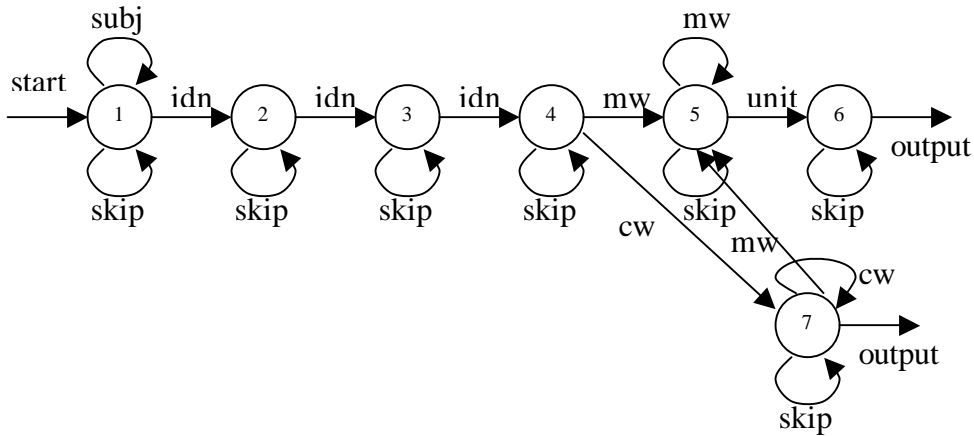 subj mw
start idn idn idn mw unit
1 2 3 4 5 6
output
skip skip skip skip skip skip
cw mw
cw
7
output
skip